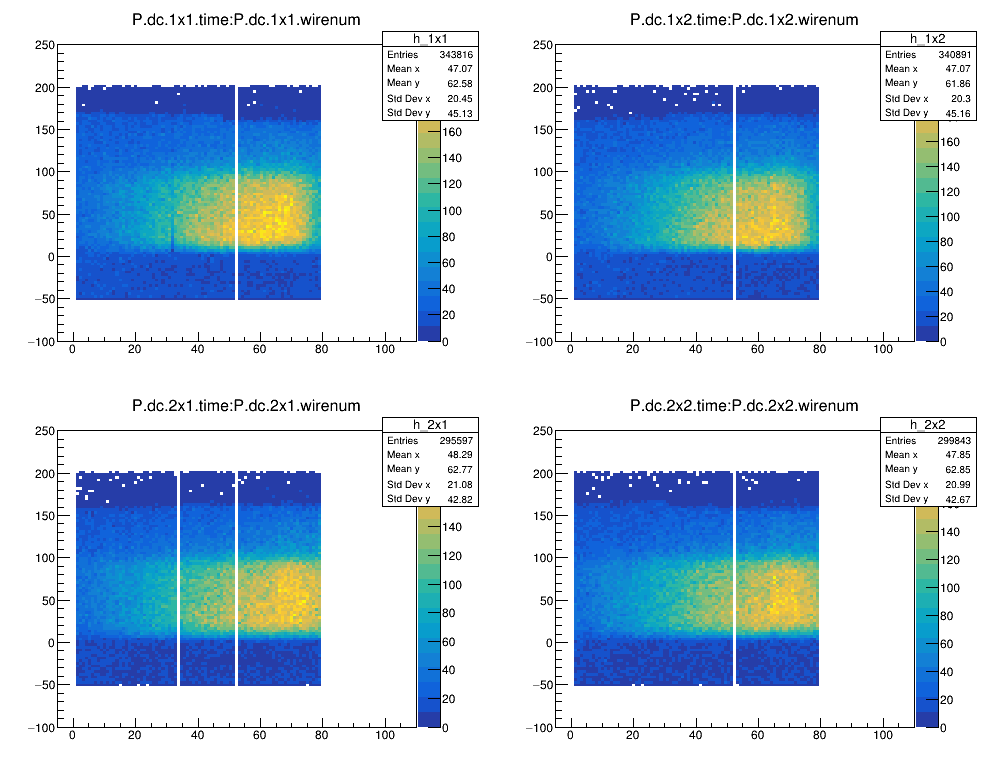 P.dc.1x1.time:P.dc.1x1.wirenum
h_1x1
Entries 343816
Mean x 47.07
Mean y 62.58
Std Dev x 20.45
Std Dev y 45.13
250
200
150
100
50
0
−50
−100
0 20 40 60 80 100
160
140
120
100
80
60
40
20
0
P.dc.1x2.time:P.dc.1x2.wirenum
h_1x2
Entries 340891
Mean x 47.07
Mean y 61.86
Std Dev x 20.3
Std Dev y 45.16
250
200
150
100
50
0
−50
−100
0 20 40 60 80 100
160
140
120
100
80
60
40
20
0
P.dc.2x1.time:P.dc.2x1.wirenum
h_2x1
Entries 295597
Mean x 48.29
Mean y 62.77
Std Dev x 21.08
Std Dev y 42.82
250
200
150
100
50
0
−50
−100
0 20 40 60 80 100
140
120
100
80
60
40
20
0
P.dc.2x2.time:P.dc.2x2.wirenum
h_2x2
Entries 299843
Mean x 47.85
Mean y 62.85
Std Dev x 20.99
Std Dev y 42.67
250
200
150
100
50
0
−50
−100
0 20 40 60 80 100
140
120
100
80
60
40
20
0